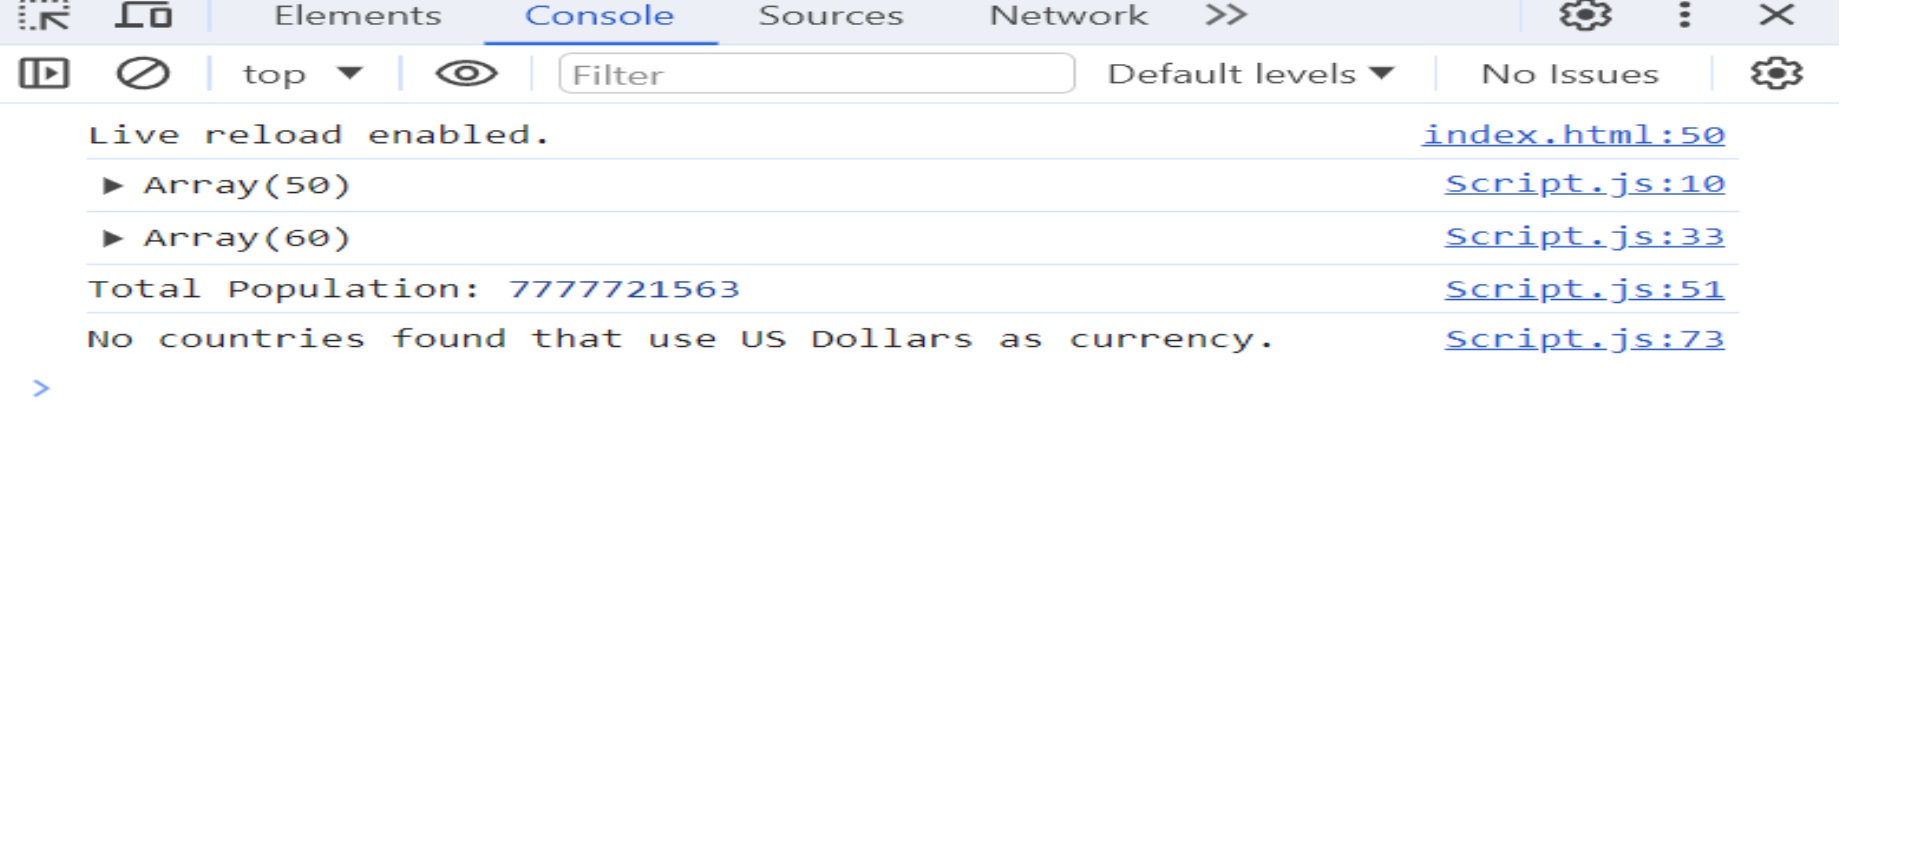 Elements Console Sources Network
top Filter Default levels No Issues
Live reload enabled. index.html:50
Array(50) Script.js:10
Array(60) Script.js:33
Total Population: 7777721563 Script.js:51
No countries found that use US Dollars as currency. Script.js:73